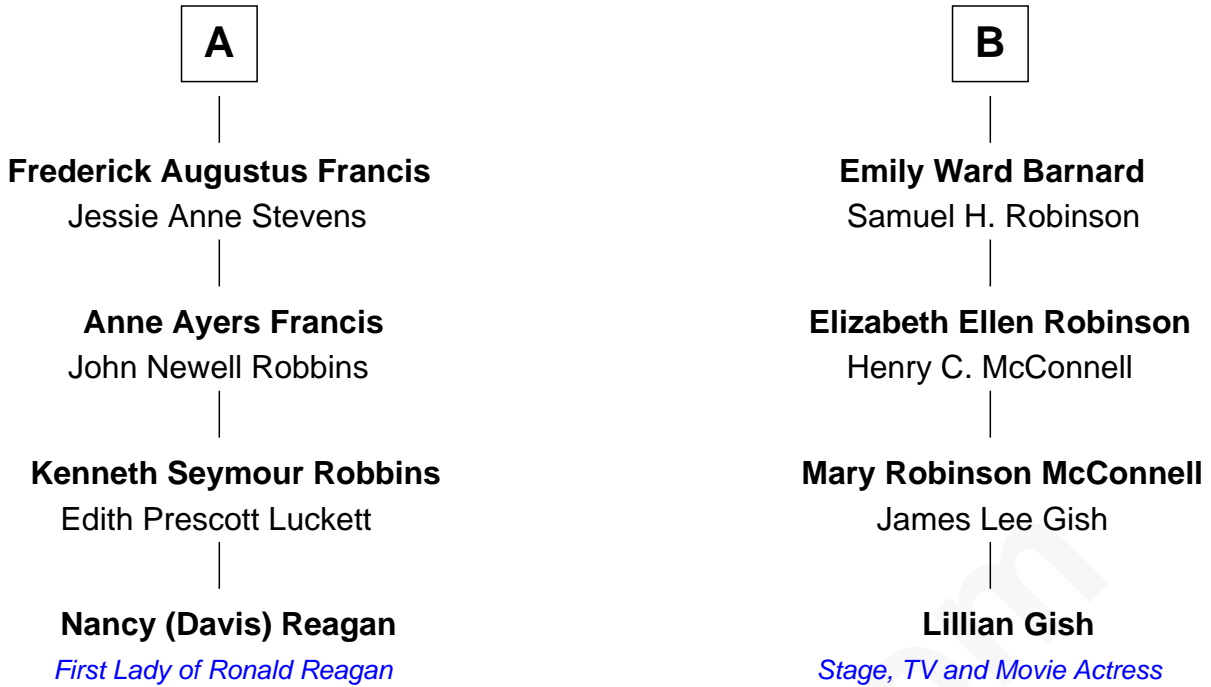 A
Frederick Augustus Francis
Jessie Anne Stevens
Anne Ayers Francis
John Newell Robbins
Kenneth Seymour Robbins
Edith Prescott Luckett
Nancy (Davis) Reagan
First Lady of Ronald Reagan
B
Emily Ward Barnard
Samuel H. Robinson
Elizabeth Ellen Robinson
Henry C. McConnell
Mary Robinson McConnell
James Lee Gish
Lillian Gish
Stage, TV and Movie Actress